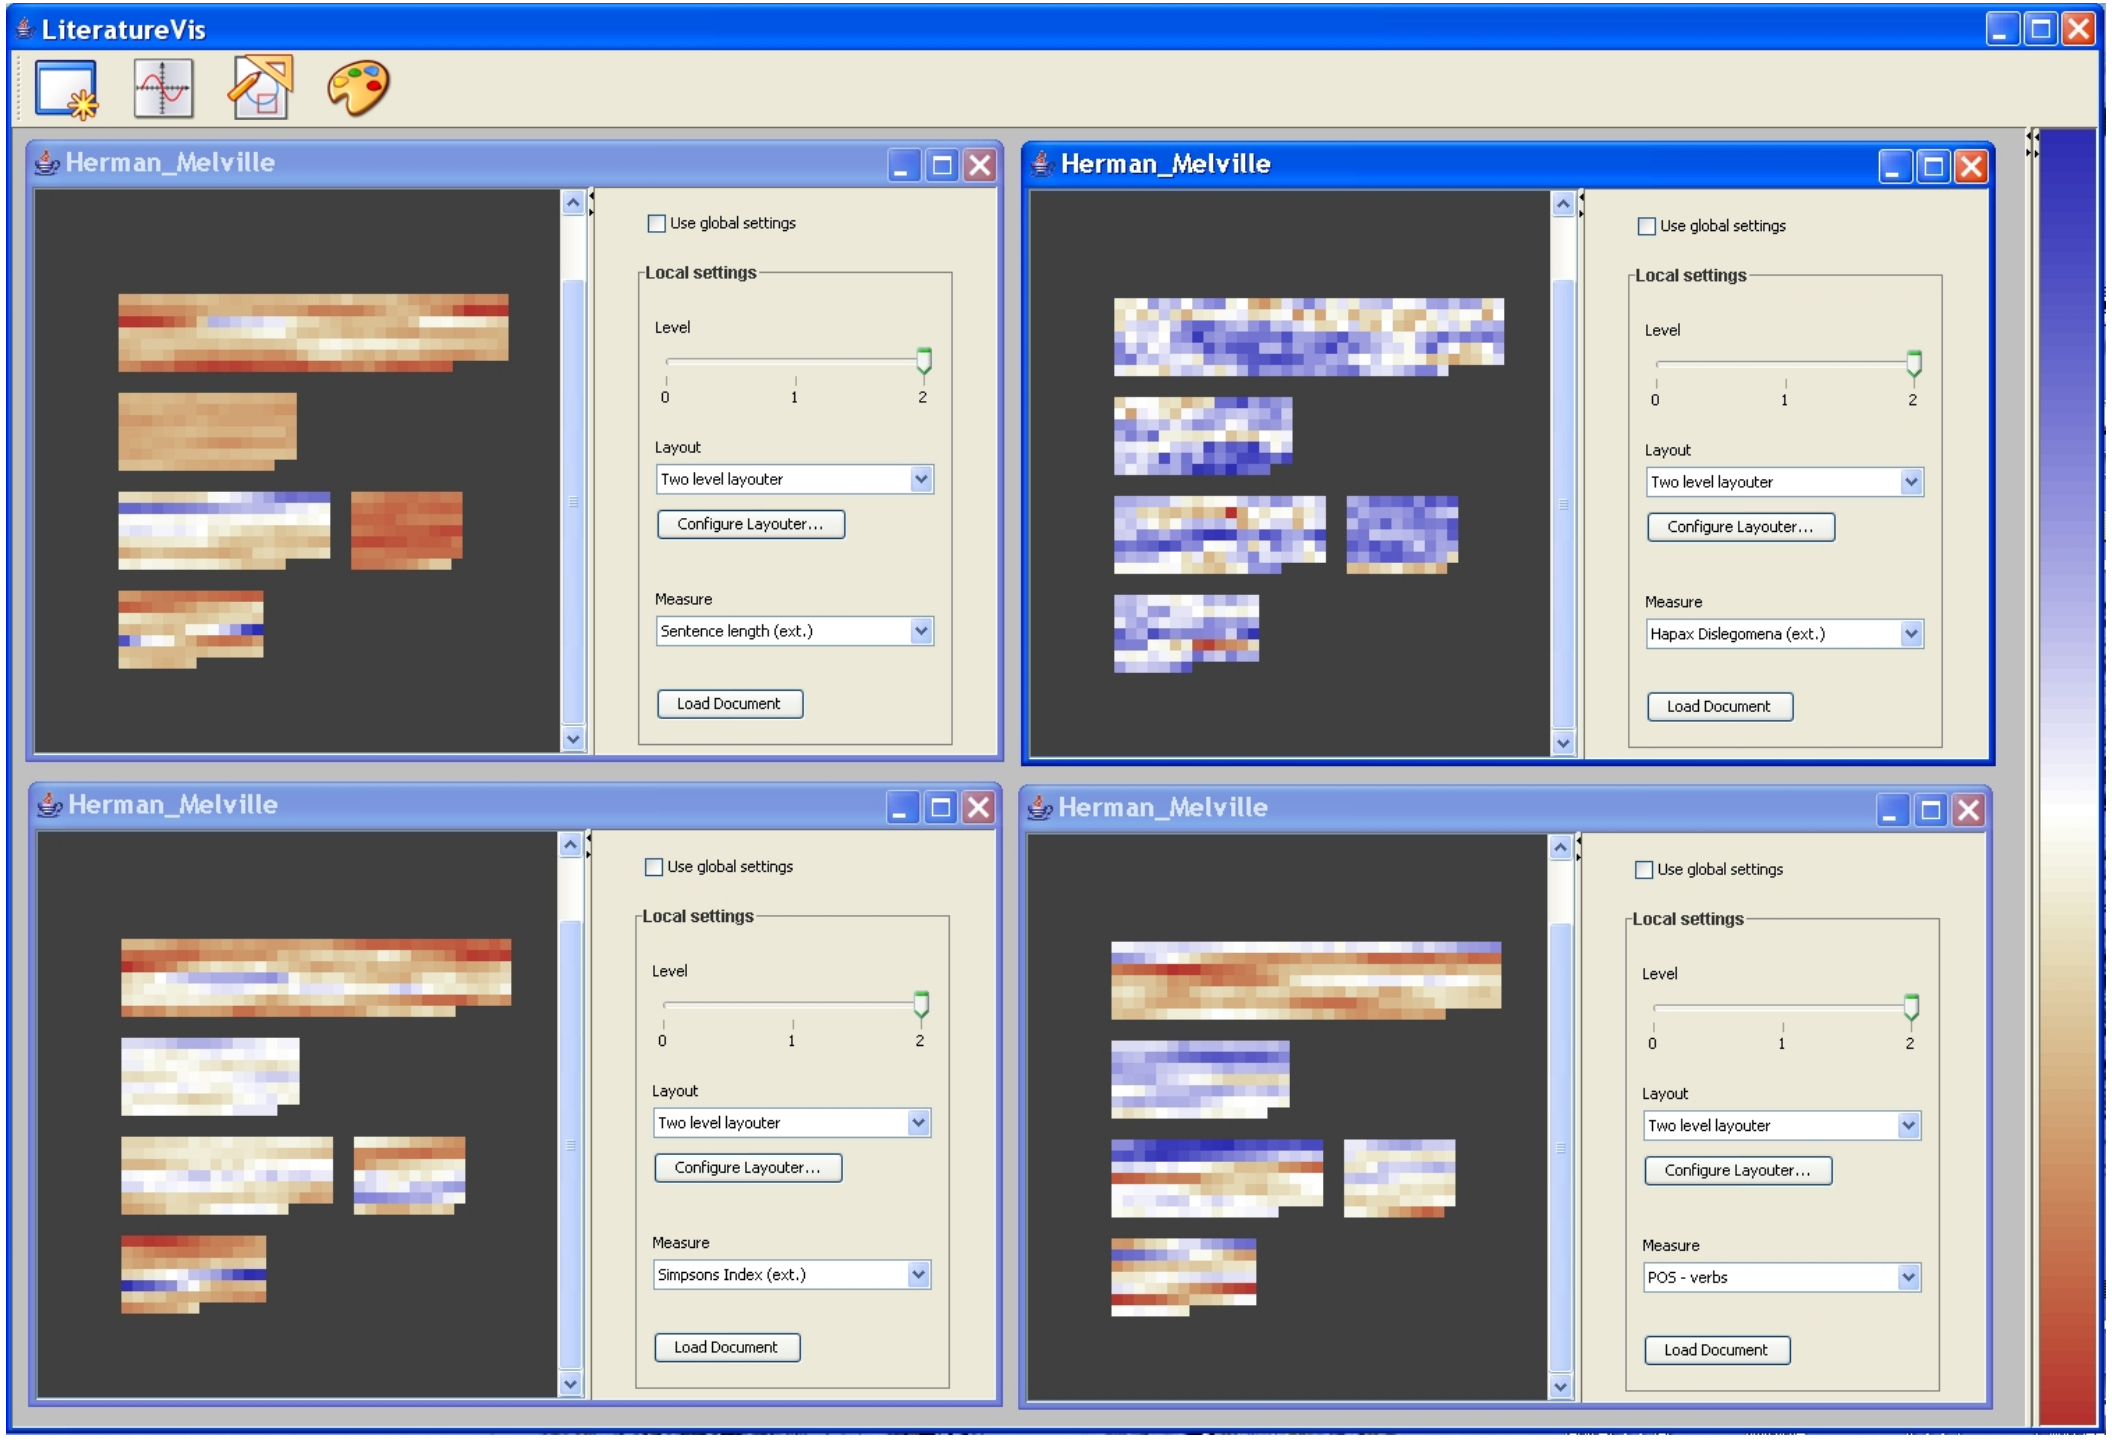 LiteratureVis
Herman_Melville
Use global settings
Local settings
Level
0 1 2
Layout
Two level layouter
Configure Layouter...
Measure
Sentence length (ext.)
Load Document
Herman_Melville
Use global settings
Local settings
Level
0 1 2
Layout
Two level layouter
Configure Layouter...
Measure
Hapax Dislegomena (ext.)
Load Document
Herman_Melville
Use global settings
Local settings
Level
0 1 2
Layout
Two level layouter
Configure Layouter...
Measure
Simpsons Index (ext.)
Load Document
Herman_Melville
Use global settings
Local settings
Level
0 1 2
Layout
Two level layouter
Configure Layouter...
Measure
POS - verbs
Load Document